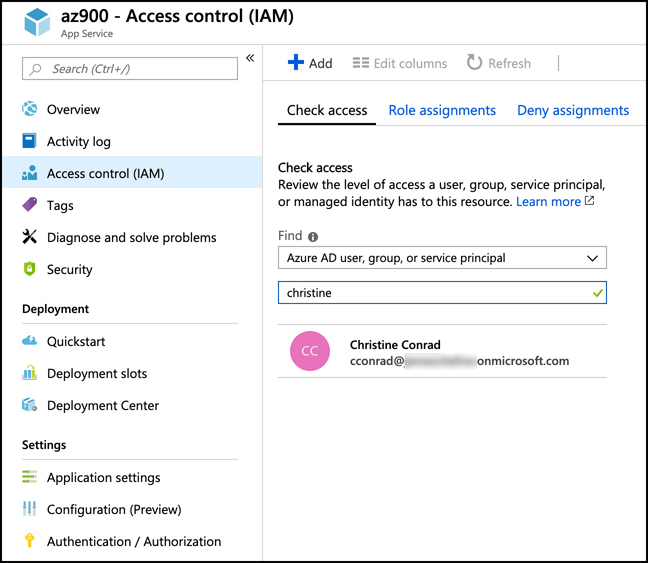 az900 - Access control (IAM)
App Service
Search (Ctrl+/)
«
Overview
Activity log
Access control (IAM)
Tags
Diagnose and solve problems
Security
Deployment
Quickstart
Deployment slots
Deployment Center
Settings
Application settings
Configuration (Preview)
Authentication / Authorization
Add Edit columns Refresh
Check access Role assignments Deny assignments
Check access
Review the level of access a user, group, service principal,
or managed identity has to this resource. Learn more
Find
Azure AD user, group, or service principal
christine
CC
Christine Conrad
cconrad@ onmicrosoft.com